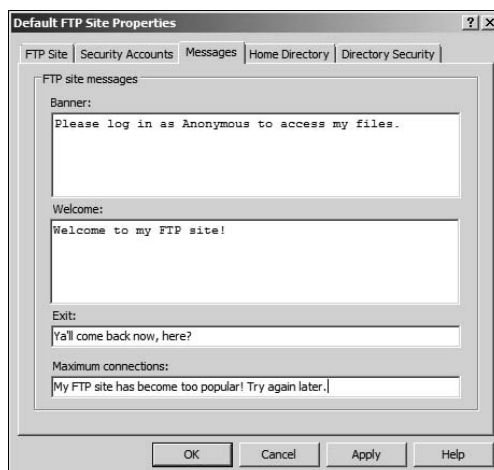 Default FTP Site Properties
? X
FTP Site Security Accounts Messages Home Directory Directory Security
FTP site messages
Banner:
Please log in as Anonymous to access my files.
Welcome:
Welcome to my FTP site!
Exit:
Ya'll come back now, here?
Maximum connections:
My FTP site has become too popular! Try again later.
OK Cancel Apply Help